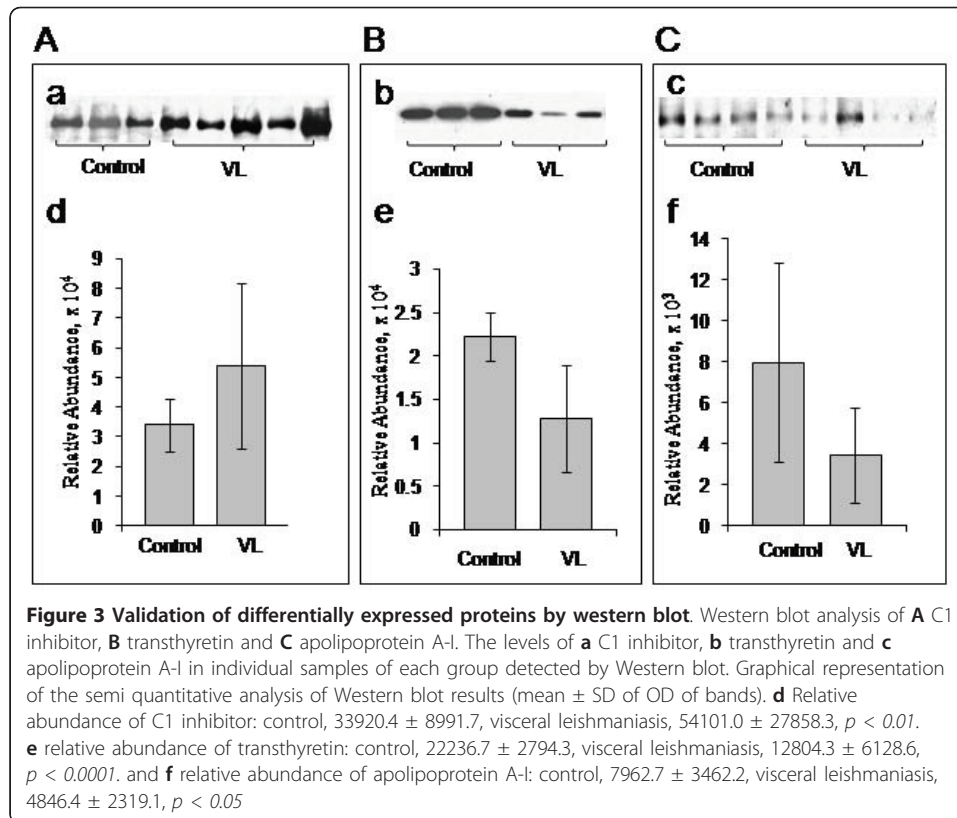 A
B
C
a
b
c
Control VL
Control VL
Control VL
d
e
f
Relative Abundance, x 10⁴
9
8
7
6
5
4
3
2
1
0
Control VL
Relative Abundance, x 10⁴
3
2.5
2
1.5
1
0.5
0
Control VL
Relative Abundance, x 10³
14
12
10
8
6
4
2
0
Control VL
Figure 3 Validation of differentially expressed proteins by western blot. Western blot analysis of A C1
inhibitor, B transthyretin and C apolipoprotein A-I. The levels of a C1 inhibitor, b transthyretin and c
apolipoprotein A-I in individual samples of each group detected by Western blot. Graphical representation
of the semi quantitative analysis of Western blot results (mean ± SD of OD of bands). d Relative
abundance of C1 inhibitor: control, 33920.4 ± 8991.7, visceral leishmaniasis, 54101.0 ± 27858.3, p < 0.01.
e relative abundance of transthyretin: control, 22236.7 ± 2794.3, visceral leishmaniasis, 12804.3 ± 6128.6,
p < 0.0001. and f relative abundance of apolipoprotein A-I: control, 7962.7 ± 3462.2, visceral leishmaniasis,
4846.4 ± 2319.1, p < 0.05